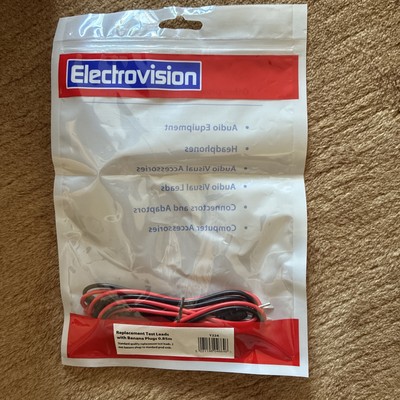 Electrovision
• Audio Equipment
• Headphones
• Audio Visual Accessories
• Audio Visual Leads
• Connectors and Adaptors
• Computer Accessories
Replacement Test Leads
with Banana Plugs 0.85m